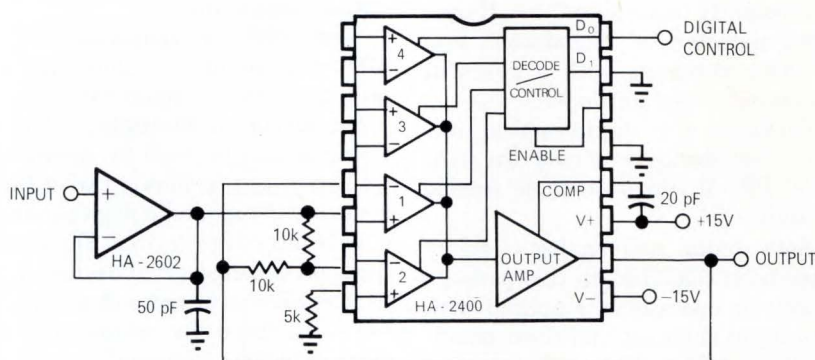 D0
DIGITAL
CONTROL
+
4
−
DECODE
CONTROL
D1
+
3
−
ENABLE
INPUT
+
−
HA-2602
−
1
+
COMP
20 pF
V+
+15V
10k
10k
−
2
+
OUTPUT
AMP
OUTPUT
50 pF
5k
HA-2400
V−
−15V